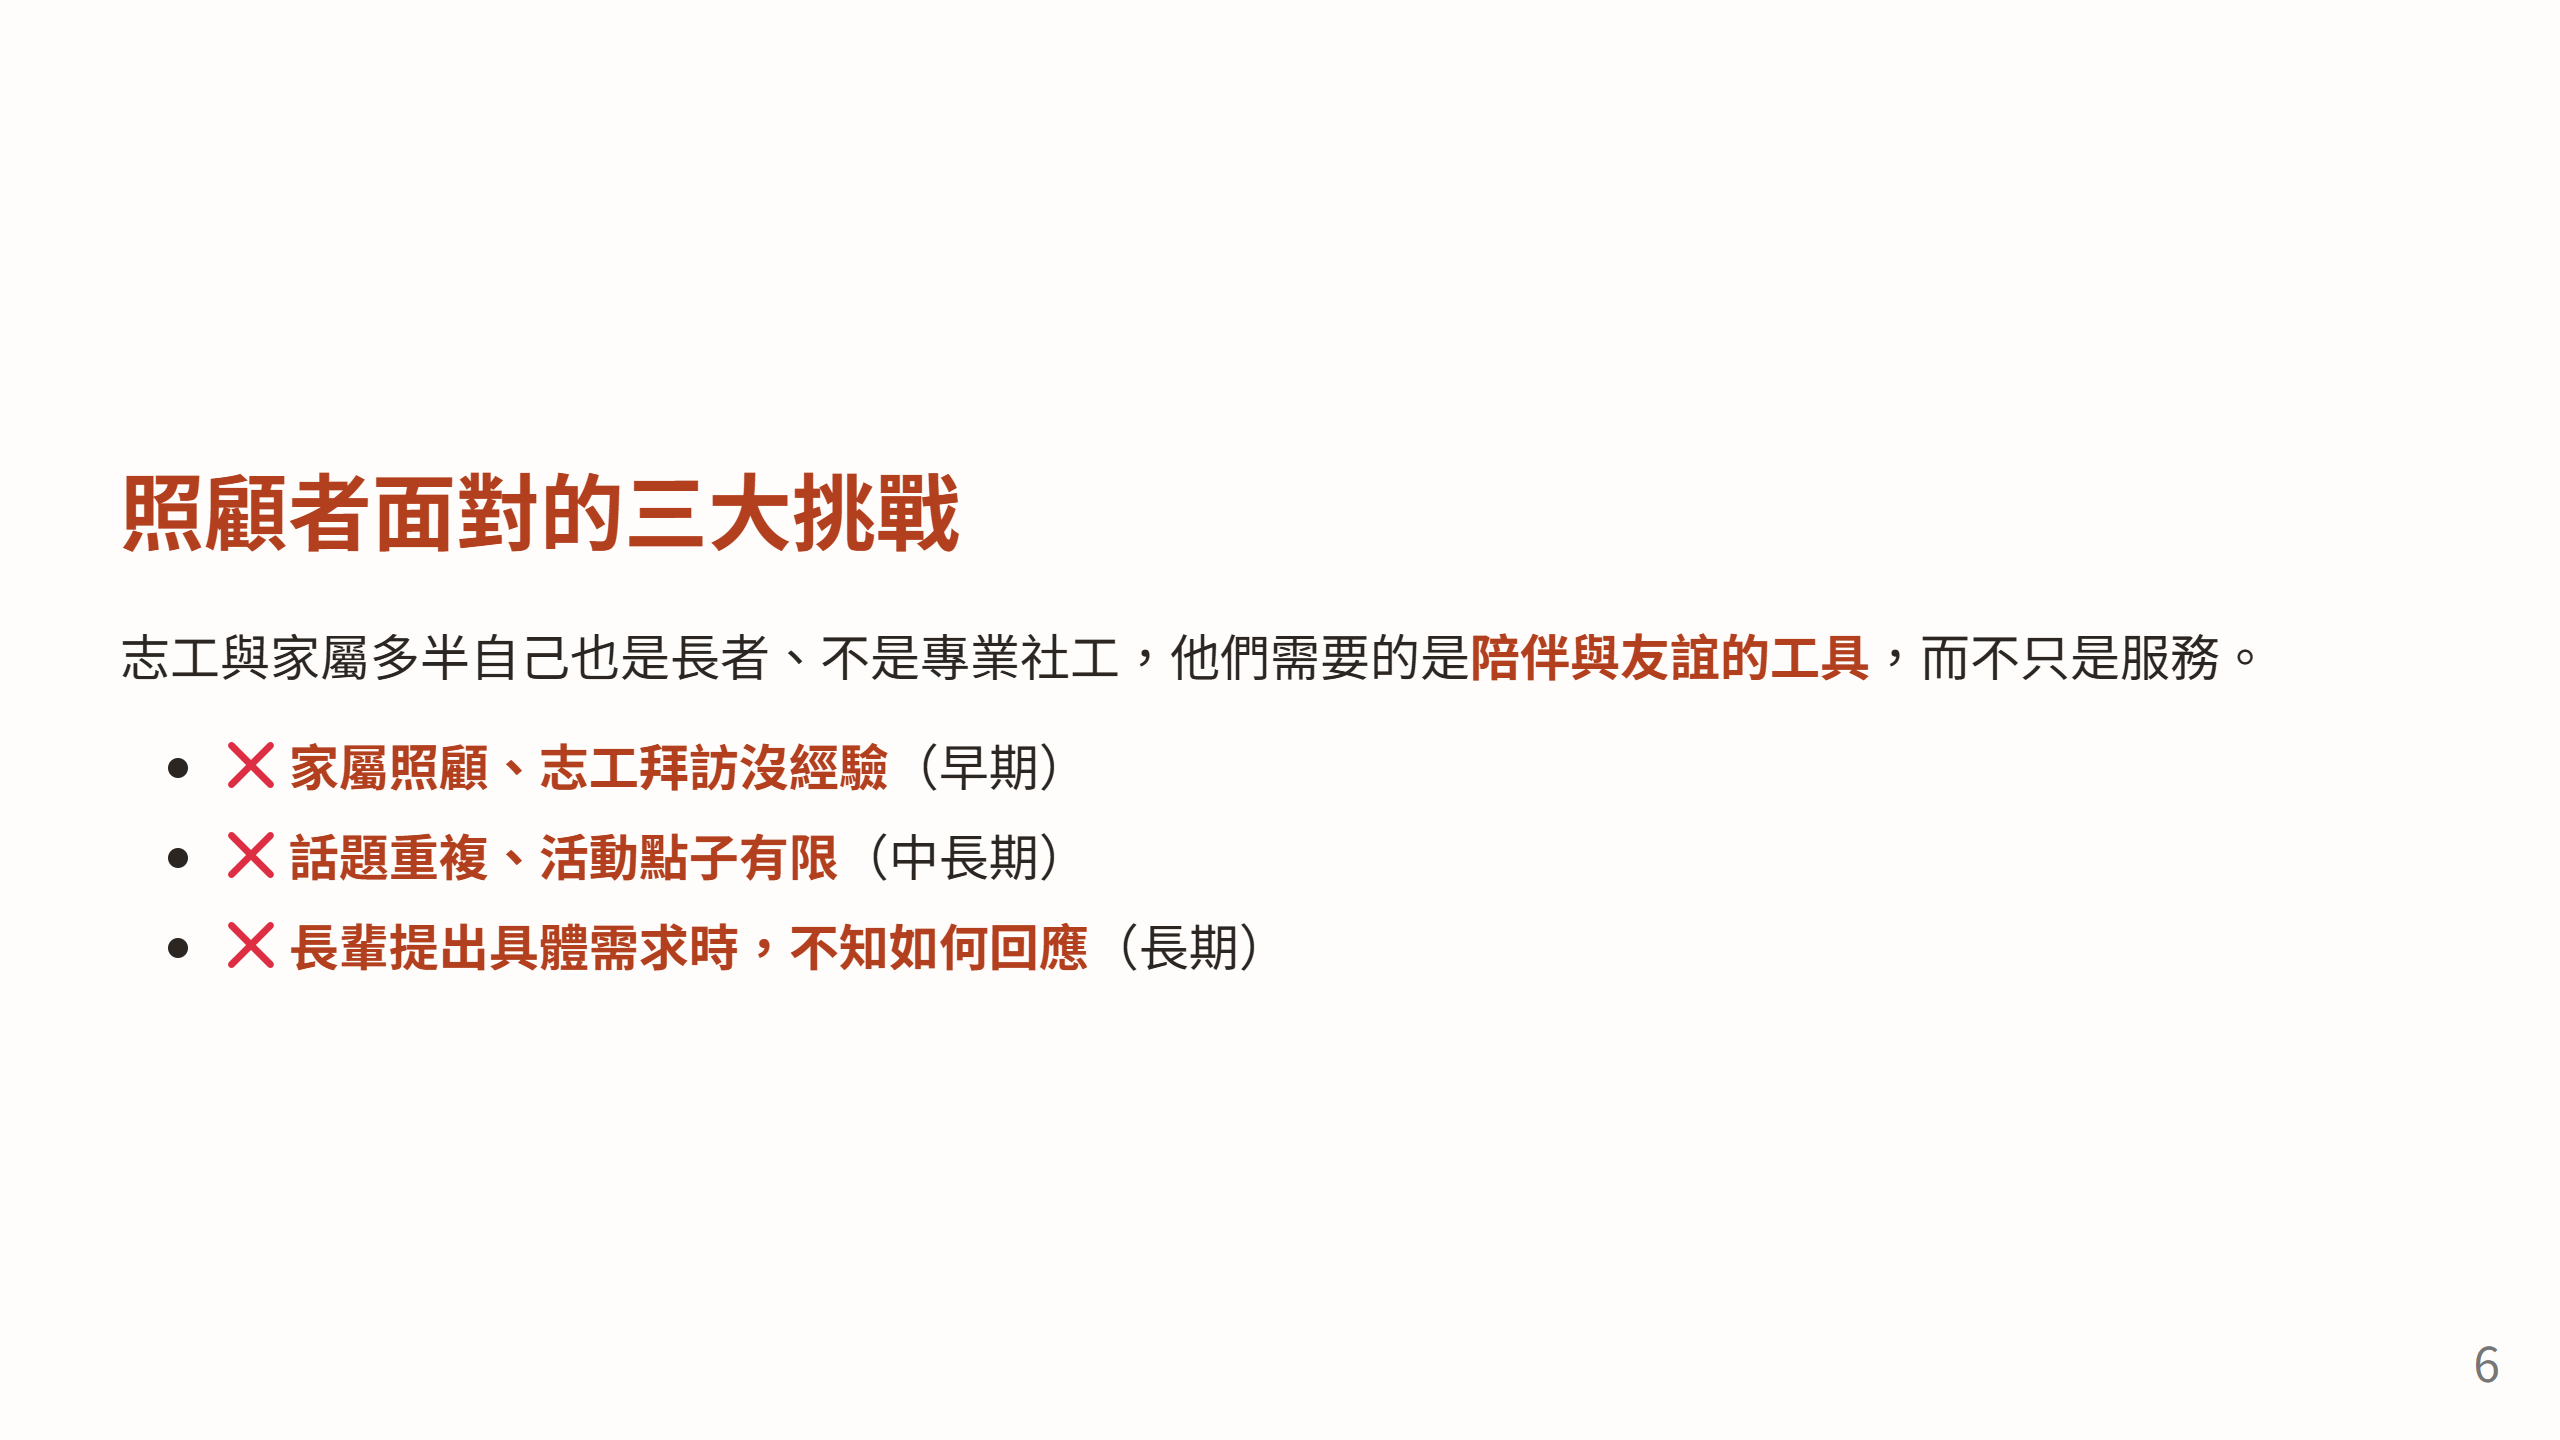 照顧者面對的三大挑戰
志工與家屬多半自己也是長者、不是專業社工，他們需要的是陪伴與友誼的工具，而不只是服務。
• ❌ 家屬照顧、志工拜訪沒經驗（早期）
• ❌ 話題重複、活動點子有限（中長期）
• ❌ 長輩提出具體需求時，不知如何回應（長期）
6